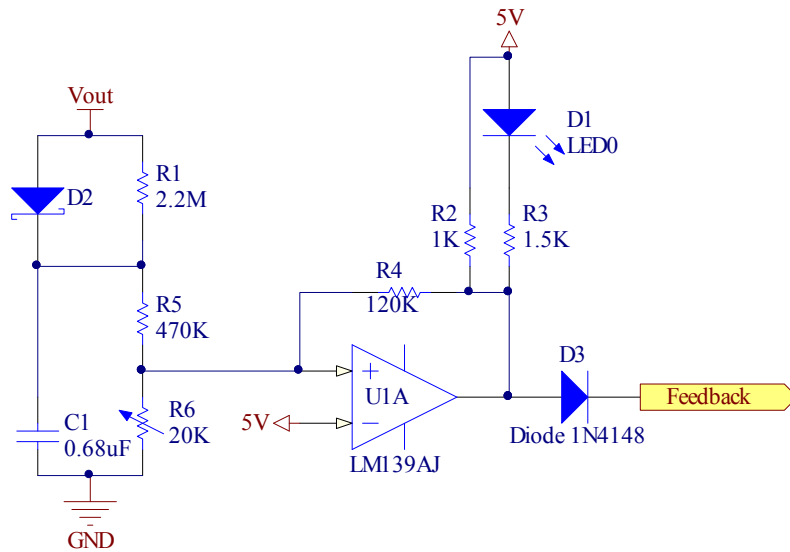 5V
Vout
D1
LED0
R1
2.2M
D2
R2
1K
R3
1.5K
R4
120K
R5
470K
D3
+
U1A
Feedback
R6
20K
5V
−
C1
0.68uF
Diode 1N4148
LM139AJ
GND